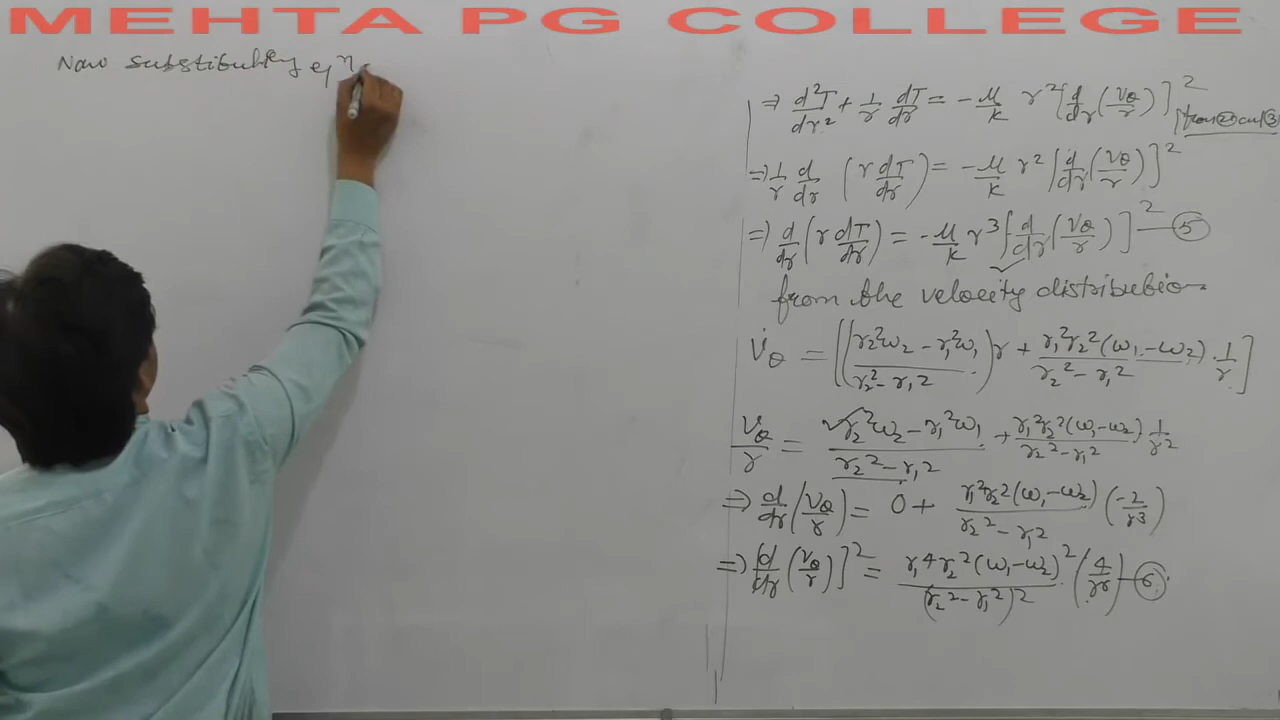 MEHTA PG COLLEGE
Now substituting eqn
⇒ d²T/dr² + 1/r dT/dr = -μ/k r² [d/dr(vθ/r)]² from ② and ③
⇒ 1/r d/dr (r dT/dr) = -μ/k r² [d/dr(vθ/r)]²
⇒ d/dr (r dT/dr) = -μ/k r³ [d/dr(vθ/r)]² — ⑤
from the velocity distribution
vθ = [((r₂²ω₂ - r₁²ω₁)/(r₂² - r₁²)) r + r₁²r₂²(ω₁ - ω₂)/(r₂² - r₁²) · 1/r]
vθ/r = (r₂²ω₂ - r₁²ω₁)/(r₂² - r₁²) + r₁²r₂²(ω₁ - ω₂)/(r₂² - r₁²) · 1/r²
⇒ d/dr (vθ/r) = 0 + r₁²r₂²(ω₁ - ω₂)/(r₂² - r₁²) (-2/r³)
⇒ [d/dr (vθ/r)]² = r₁⁴r₂²(ω₁ - ω₂)²/(r₂² - r₁²)² (4/r⁶) — ⑥